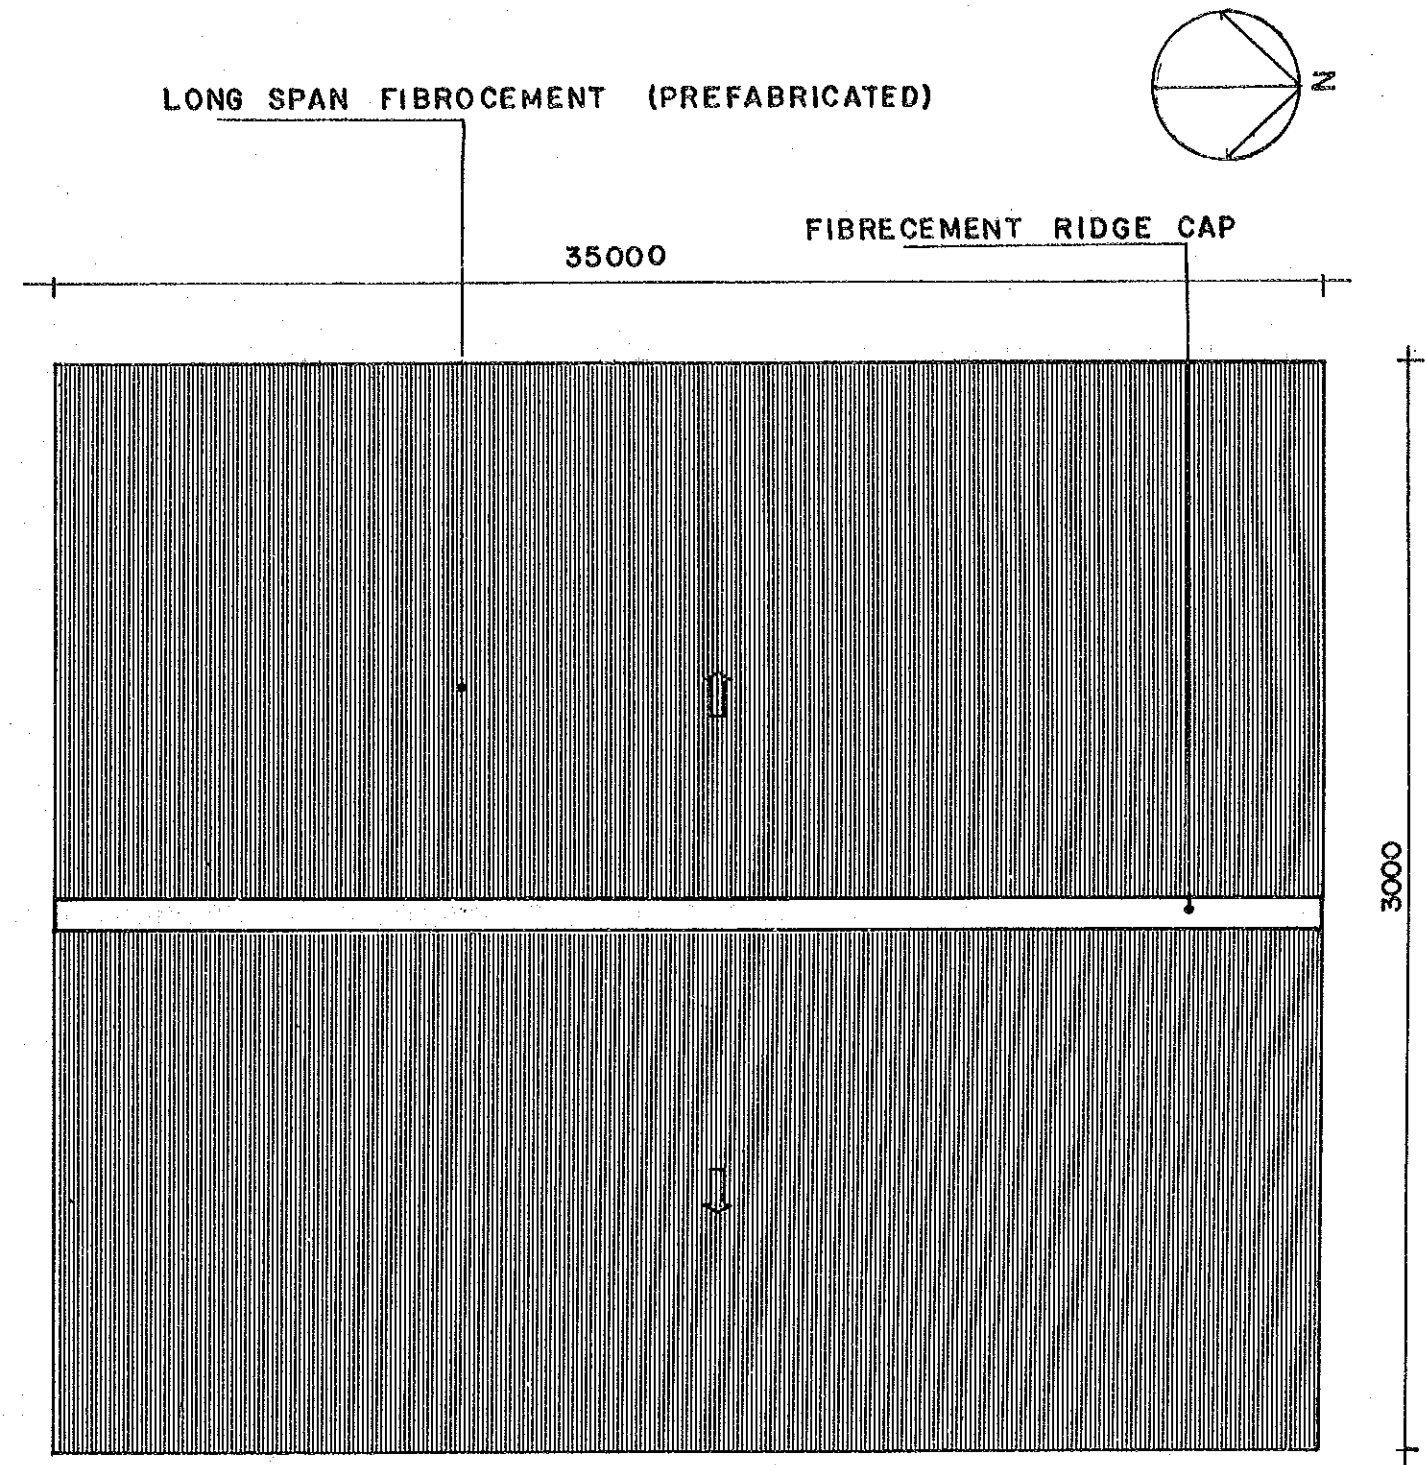 LONG SPAN FIBROCEMENT (PREFABRICATED)
N
FIBRECEMENT RIDGE CAP
35000
3000